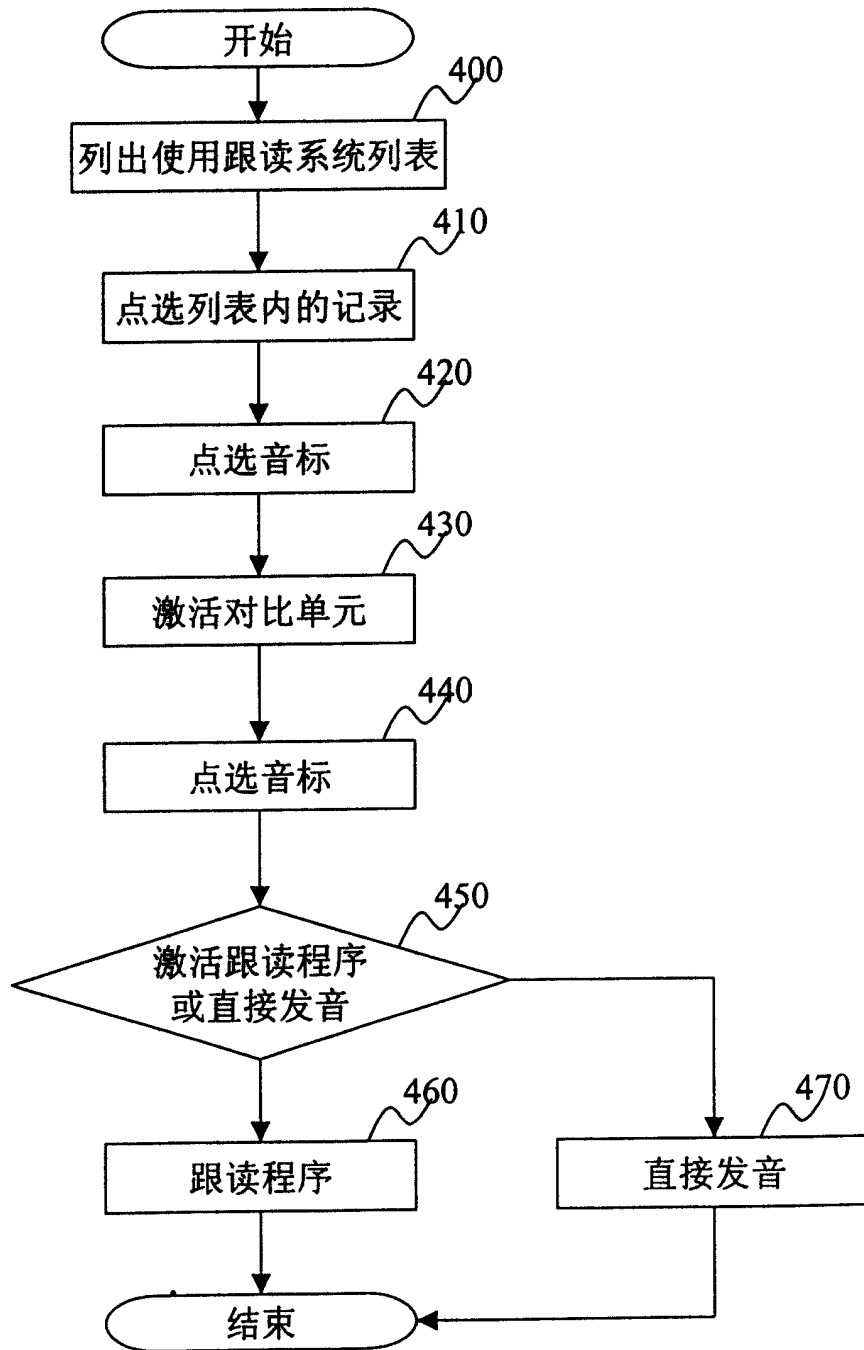 开始
400
列出使用跟读系统列表
410
点选列表内的记录
420
点选音标
430
激活对比单元
440
点选音标
450
激活跟读程序
或直接发音
460
跟读程序
470
直接发音
结束